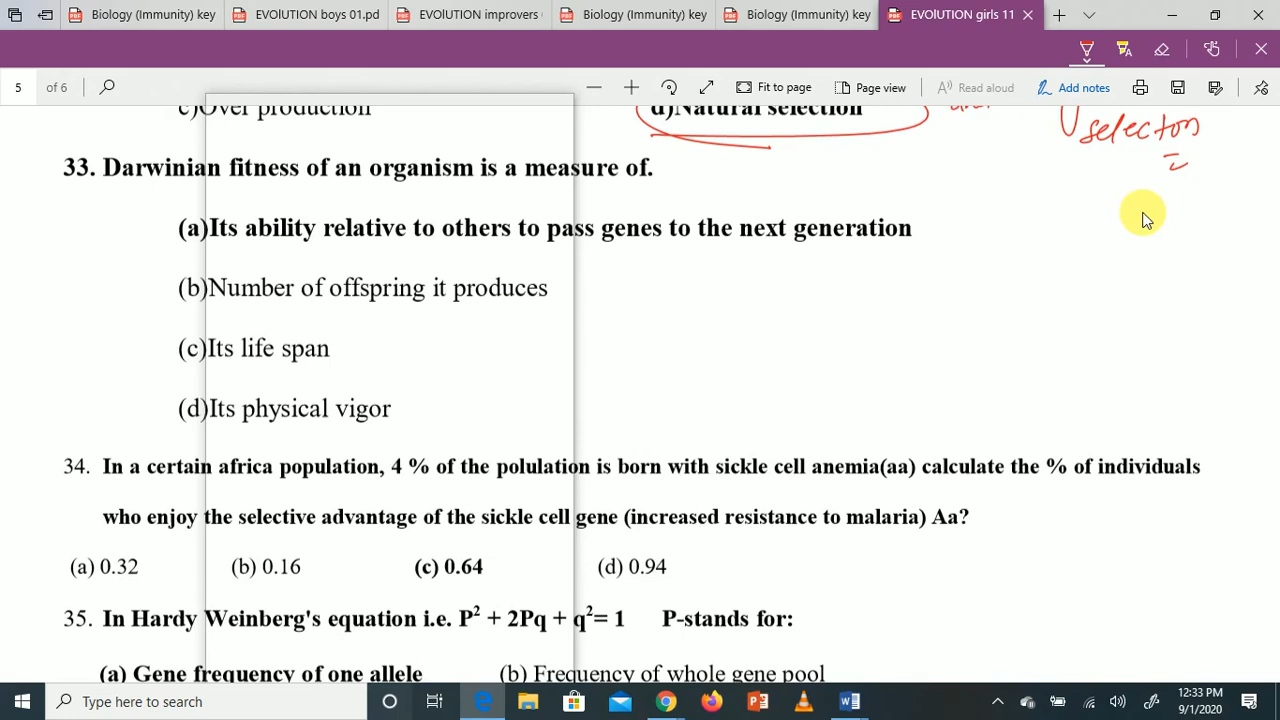 Biology (Immunity) key
EVOlUTION boys 01.pd
EVOlUTION improvers
Biology (Immunity) key
Biology (Immunity) key
EVOlUTION girls 11
5 of 6
Fit to page
Page view
Read aloud
Add notes
c)Over production
d)Natural selection
selecton
33. Darwinian fitness of an organism is a measure of.
(a)Its ability relative to others to pass genes to the next generation
(b)Number of offspring it produces
(c)Its life span
(d)Its physical vigor
34. In a certain africa population, 4 % of the polulation is born with sickle cell anemia(aa) calculate the % of individuals
who enjoy the selective advantage of the sickle cell gene (increased resistance to malaria) Aa?
(a) 0.32 (b) 0.16 (c) 0.64 (d) 0.94
35. In Hardy Weinberg's equation i.e. P² + 2Pq + q²= 1 P-stands for:
(a) Gene frequency of one allele (b) Frequency of whole gene pool
Type here to search
12:33 PM
9/1/2020